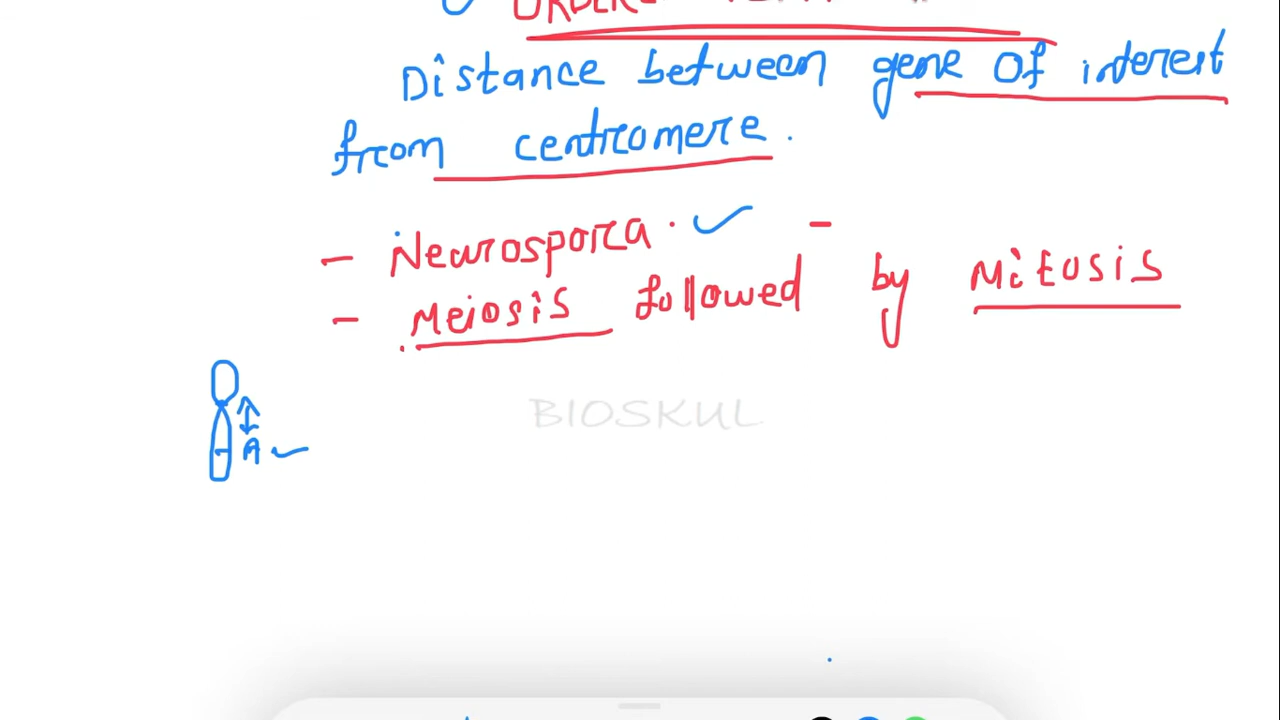 Distance between gene of interest
from centromere.
- Neurospora. ✓ -
- Meiosis followed by Mitosis
A
BIOSKUL